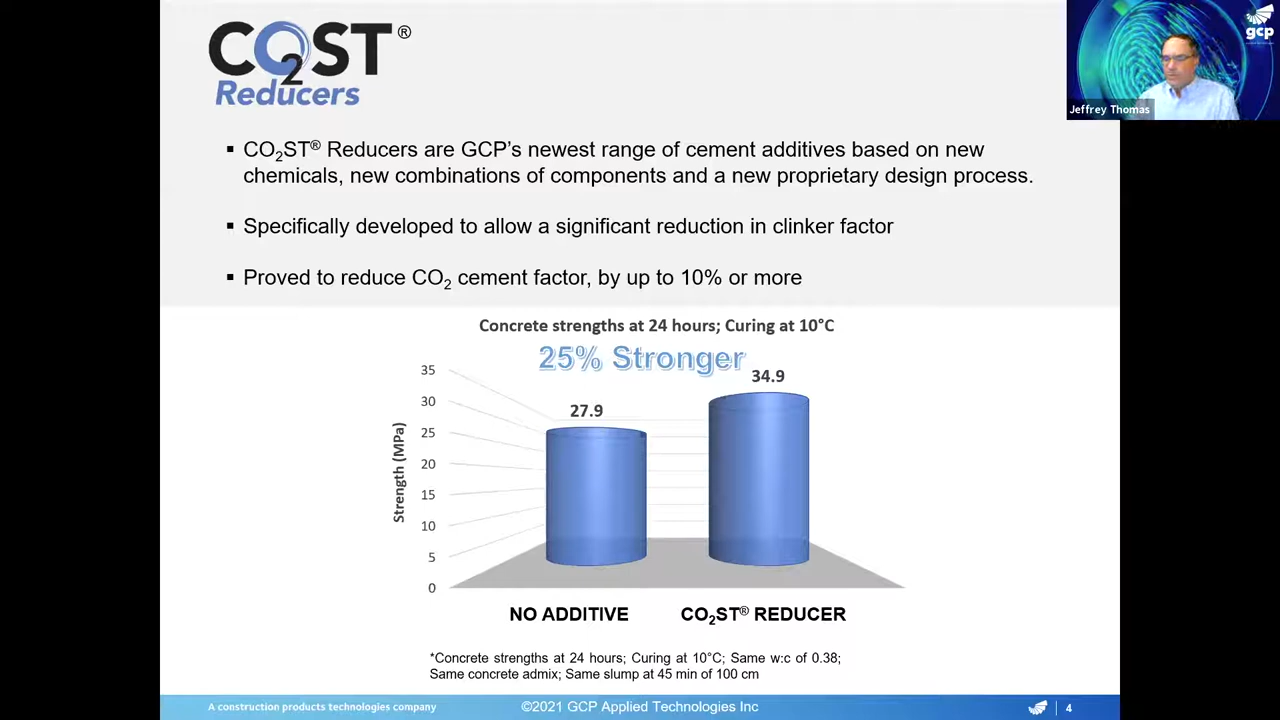 CO2ST®
Reducers
gcp
Jeffrey Thomas
▪ CO₂ST® Reducers are GCP's newest range of cement additives based on new
chemicals, new combinations of components and a new proprietary design process.
▪ Specifically developed to allow a significant reduction in clinker factor
▪ Proved to reduce CO₂ cement factor, by up to 10% or more
Concrete strengths at 24 hours; Curing at 10°C
25% Stronger
35
30
25
20
15
10
5
0
Strength (MPa)
27.9
34.9
NO ADDITIVE
CO₂ST® REDUCER
*Concrete strengths at 24 hours; Curing at 10°C; Same w:c of 0.38;
Same concrete admix; Same slump at 45 min of 100 cm
A construction products technologies company
©2021 GCP Applied Technologies Inc
4